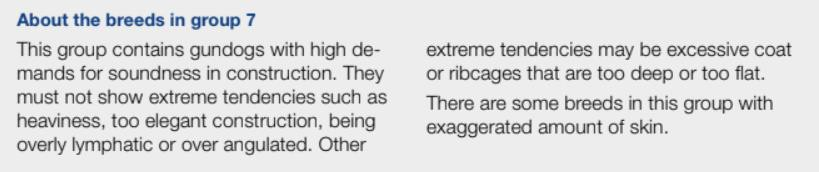 About the breeds in group 7
This group contains gundogs with high de-
mands for soundness in construction. They
must not show extreme tendencies such as
heaviness, too elegant construction, being
overly lymphatic or over angulated. Other
extreme tendencies may be excessive coat
or ribcages that are too deep or too flat.
There are some breeds in this group with
exaggerated amount of skin.